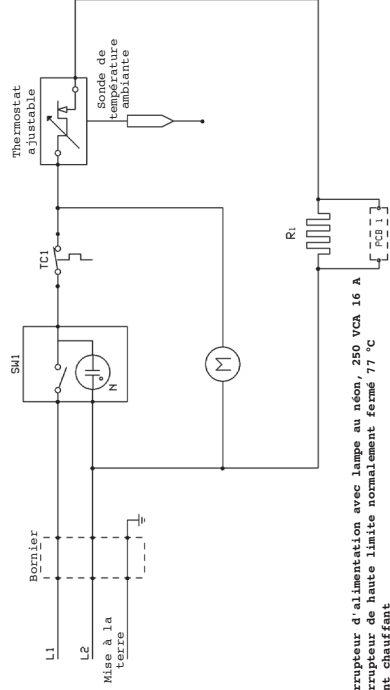 Bornier
SW1
TC1
Thermostat
ajustable
L1
L2
N
Mise à la
terre
Sonde de
température
ambiante
M
R1
PCB 1
rrupteur d'alimentation avec lampe au néon, 250 VCA 16 A
rrupteur de haute limite normalement fermé 77 °C
nt chauffant